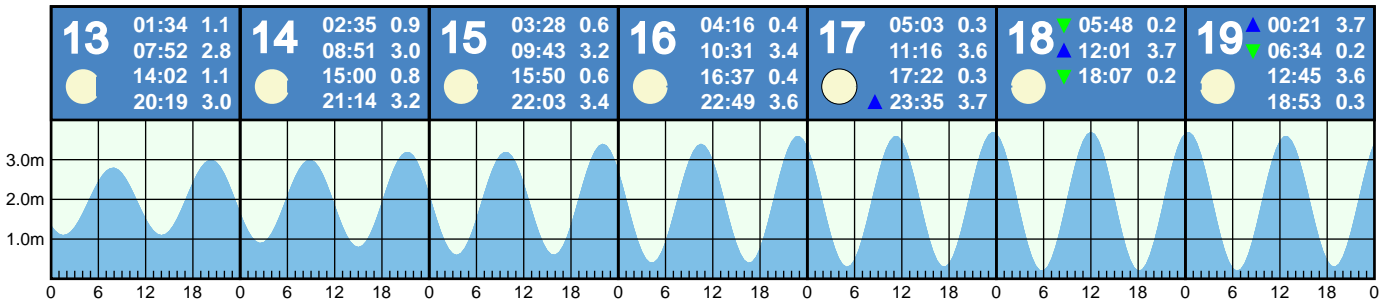 13
01:34 1.1
07:52 2.8
14:02 1.1
20:19 3.0
14
02:35 0.9
08:51 3.0
15:00 0.8
21:14 3.2
15
03:28 0.6
09:43 3.2
15:50 0.6
22:03 3.4
16
04:16 0.4
10:31 3.4
16:37 0.4
22:49 3.6
17
05:03 0.3
11:16 3.6
17:22 0.3
▲ 23:35 3.7
18
▼ 05:48 0.2
▲ 12:01 3.7
▼ 18:07 0.2
19
▲ 00:21 3.7
▼ 06:34 0.2
12:45 3.6
18:53 0.3
3.0m
2.0m
1.0m
0 6 12 18 0 6 12 18 0 6 12 18 0 6 12 18 0 6 12 18 0 6 12 18 0 6 12 18 0